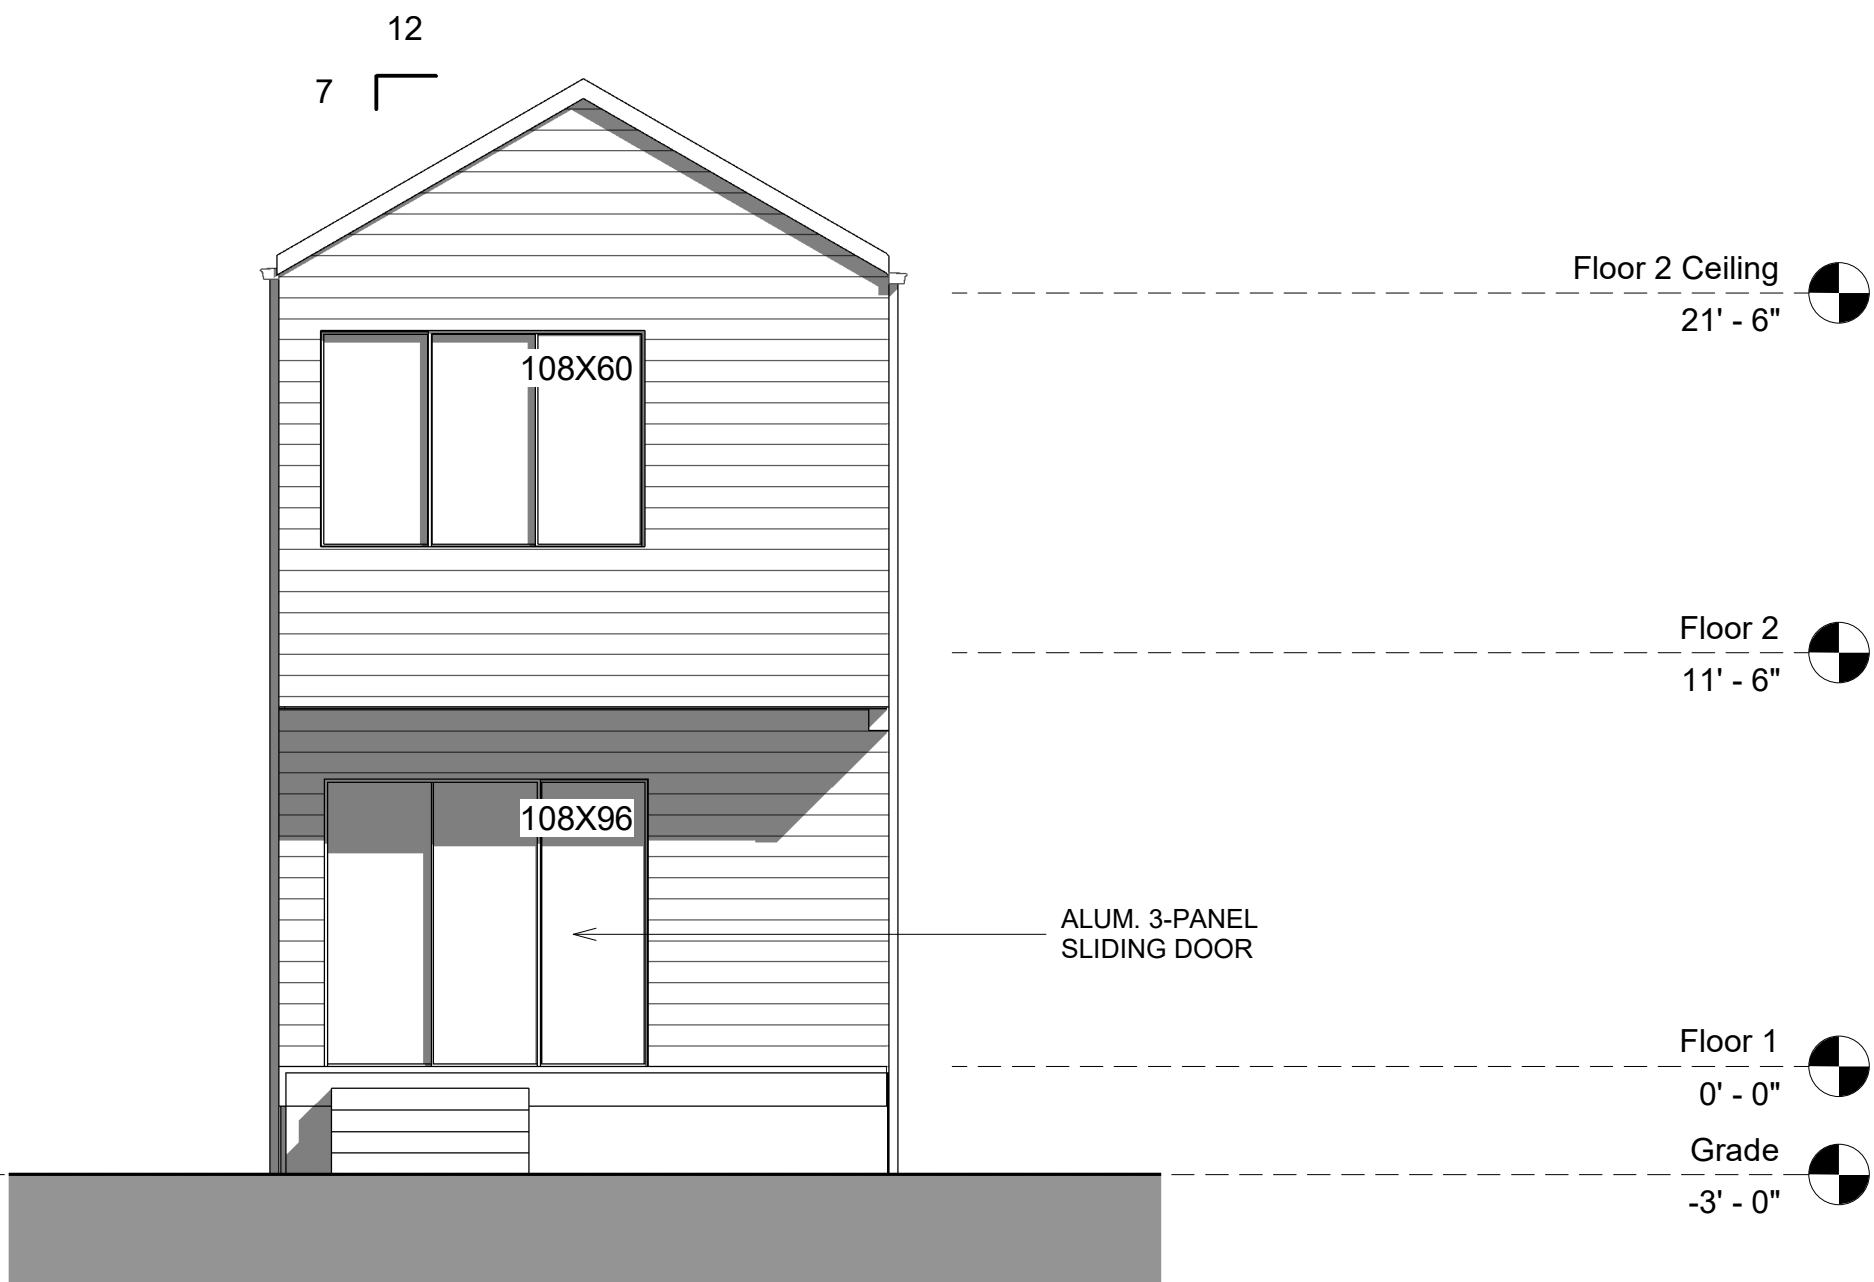 12
7
Floor 2 Ceiling
21' - 6"
108X60
Floor 2
11' - 6"
108X96
ALUM. 3-PANEL
SLIDING DOOR
Floor 1
0' - 0"
Grade
-3' - 0"